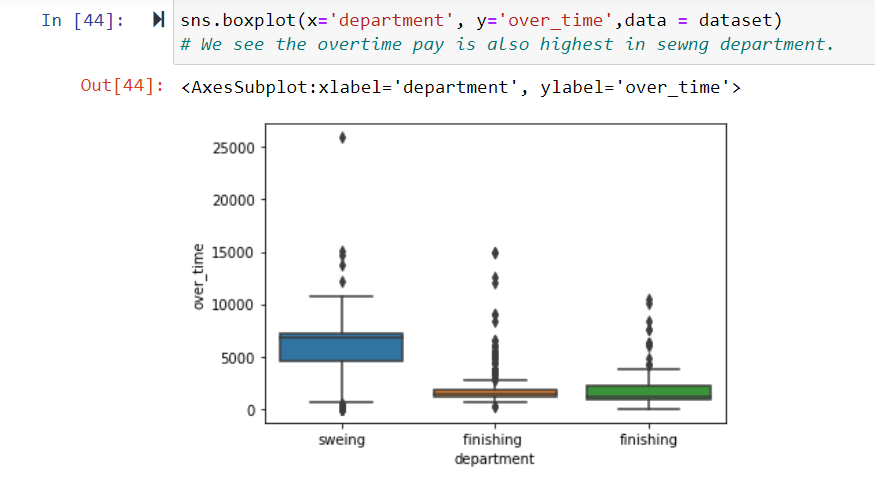 In [44]: sns.boxplot(x='department', y='over_time',data = dataset)
# We see the overtime pay is also highest in sewng department.
Out[44]: <AxesSubplot:xlabel='department', ylabel='over_time'>
25000
20000
15000
10000
5000
0
over_time
sweing finishing finishing
department